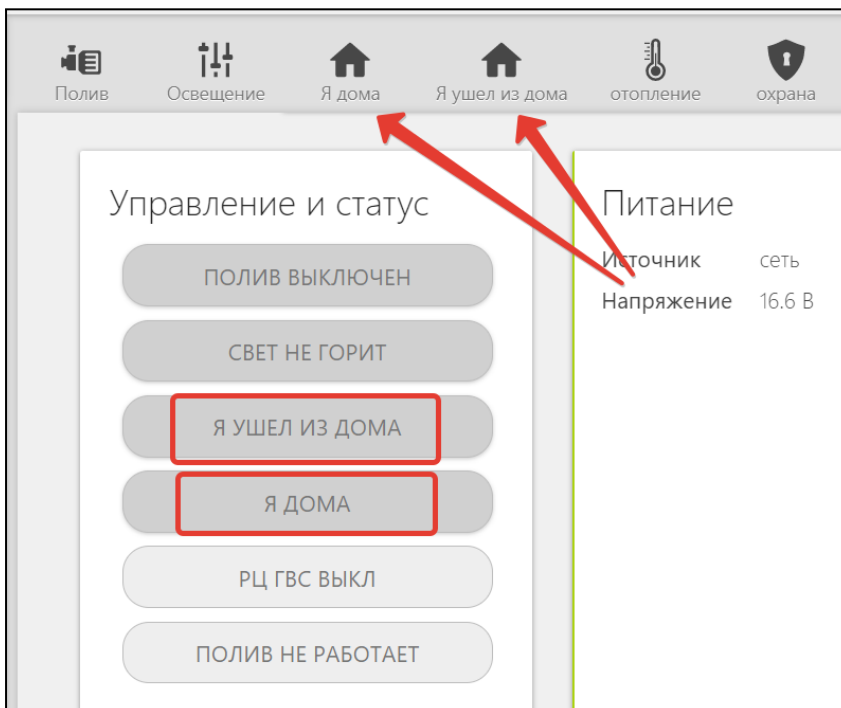 Полив Освещение Я дома Я ушел из дома отопление охрана
Управление и статус
ПОЛИВ ВЫКЛЮЧЕН
СВЕТ НЕ ГОРИТ
Я УШЕЛ ИЗ ДОМА
Я ДОМА
РЦ ГВС ВЫКЛ
ПОЛИВ НЕ РАБОТАЕТ
Питание
Источник сеть
Напряжение 16.6 В